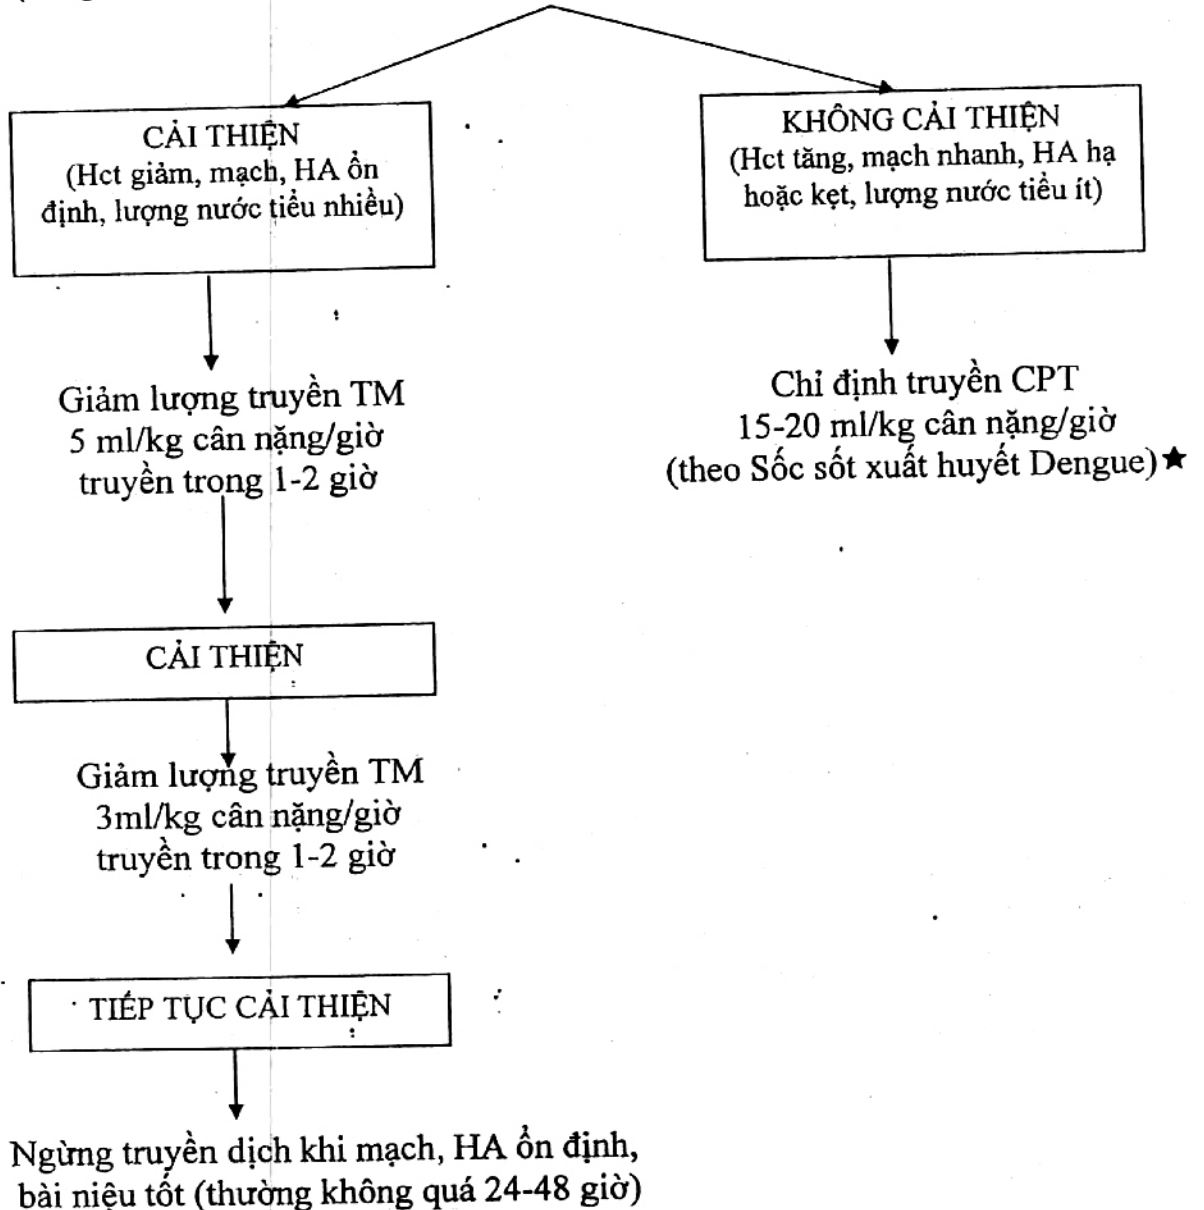 CẢI THIỆN
(Hct giảm, mạch, HA ổn
định, lượng nước tiểu nhiều)
KHÔNG CẢI THIỆN
(Hct tăng, mạch nhanh, HA hạ
hoặc kẹt, lượng nước tiểu ít)
Giảm lượng truyền TM
5 ml/kg cân nặng/giờ
truyền trong 1-2 giờ
Chỉ định truyền CPT
15-20 ml/kg cân nặng/giờ
(theo Sốc sốt xuất huyết Dengue)★
CẢI THIỆN
Giảm lượng truyền TM
3ml/kg cân nặng/giờ
truyền trong 1-2 giờ
TIẾP TỤC CẢI THIỆN
Ngừng truyền dịch khi mạch, HA ổn định,
bài niệu tốt (thường không quá 24-48 giờ)